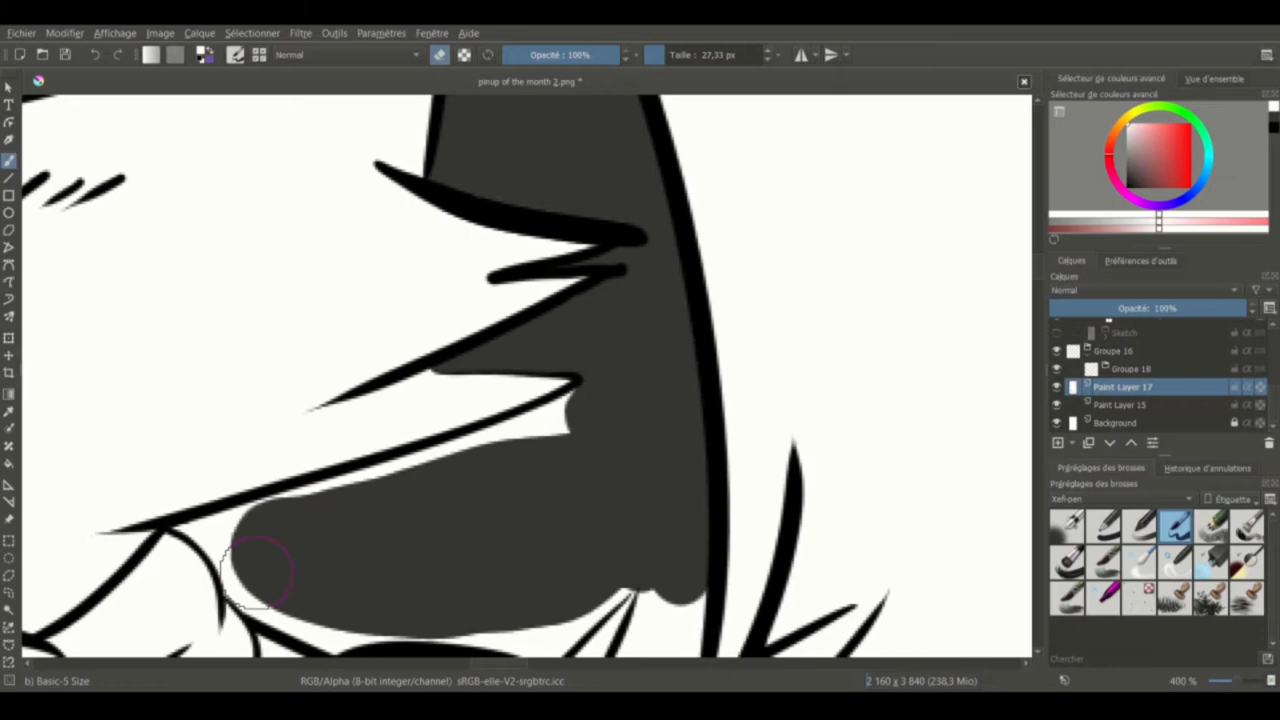 Fichier Modifier Affichage Image Calque Sélectionner Filtre Outils Paramètres Fenêtre Aide
Normal Opacité : 100% Taille : 27,33 px
pinup of the month 2.png *
Sélecteur de couleurs avancé Vue d'ensemble
Sélecteur de couleurs avancé
Calques Préférences d'outils
Calques
Normal
Opacité: 100%
Sketch
Groupe 16
Groupe 18
Paint Layer 17
Paint Layer 15
Background
Préréglages des brosses Historique d'annulations
Préréglages des brosses
Xefi-pen Étiquette
Chercher
b) Basic-5 Size RGB/Alpha (8-bit integer/channel) sRGB-elle-V2-srgbtrc.icc 2 160 x 3 840 (238,3 Mio) 400 %